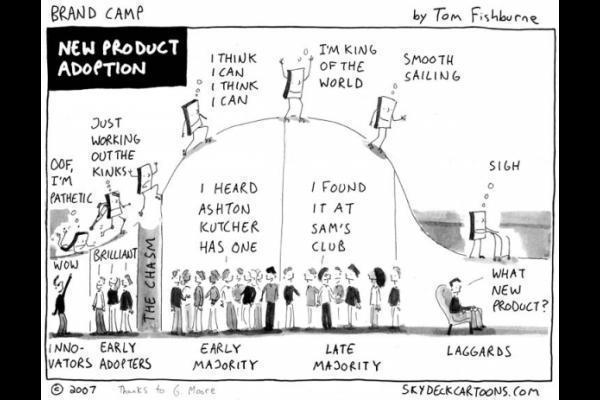 BRAND CAMP
by Tom Fishburne
NEW PRODUCT
ADOPTION
OOF,
I'M
PATHETIC
JUST
WORKING
OUT THE
KINKS
I THINK
I CAN
I THINK
I CAN
I'M KING
OF THE
WORLD
SMOOTH
SAILING
SIGH
WOW
BRILLIANT
THE CHASM
I HEARD
ASHTON
KUTCHER
HAS ONE
I FOUND
IT AT
SAM'S
CLUB
WHAT
NEW
PRODUCT?
INNO-
VATORS
EARLY
ADOPTERS
EARLY
MAJORITY
LATE
MAJORITY
LAGGARDS
© 2007
Thanks to G. Moore
SKYDECKCARTOONS.COM